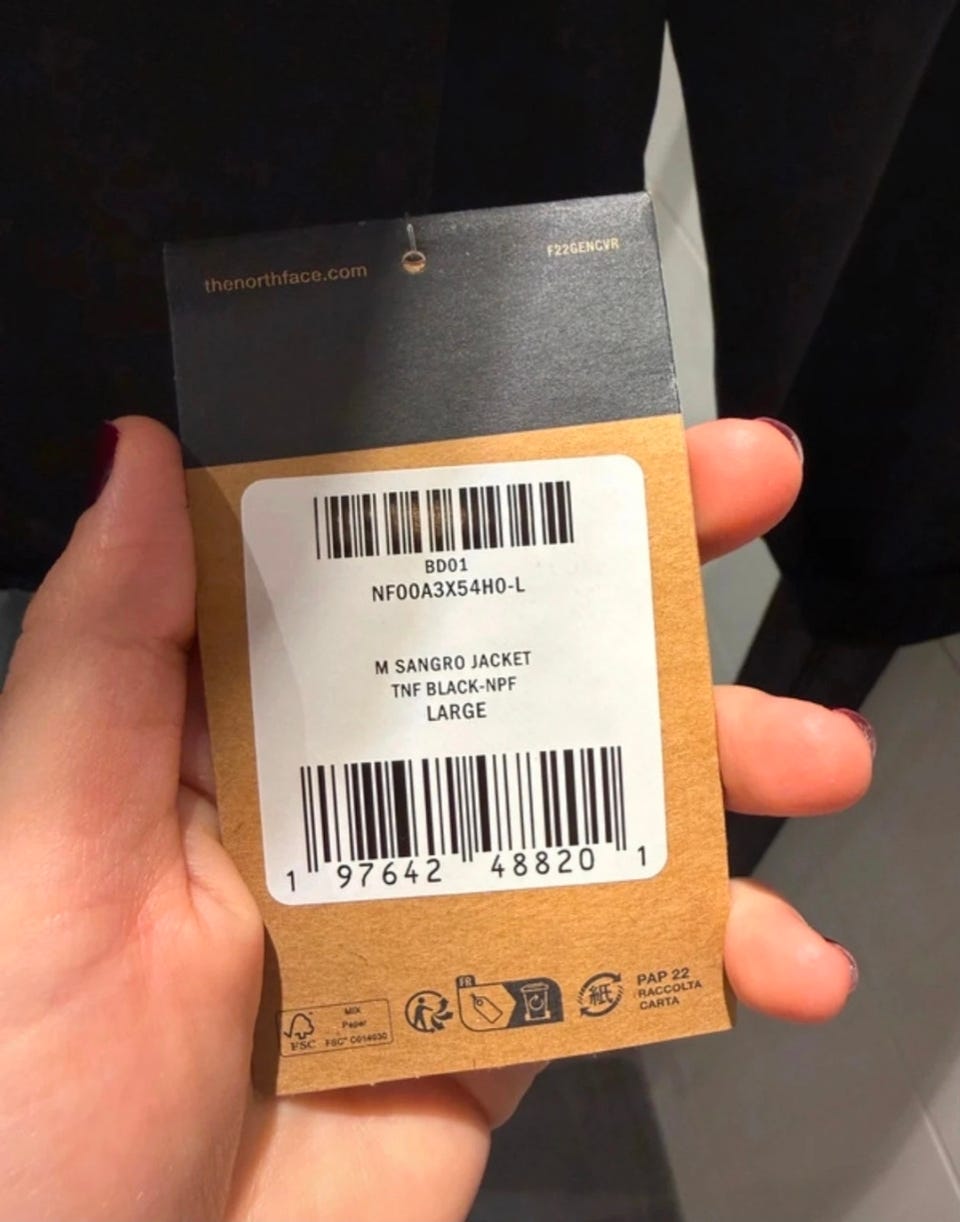 thenorthface.com
F22GENCVR
BD01
NF00A3X54H0-L
M SANGRO JACKET
TNF BLACK-NPF
LARGE
1 97642 48820 1
FSC
MIX
Paper
FSC® C014030
FR
紙
PAP 22
RACCOLTA
CARTA